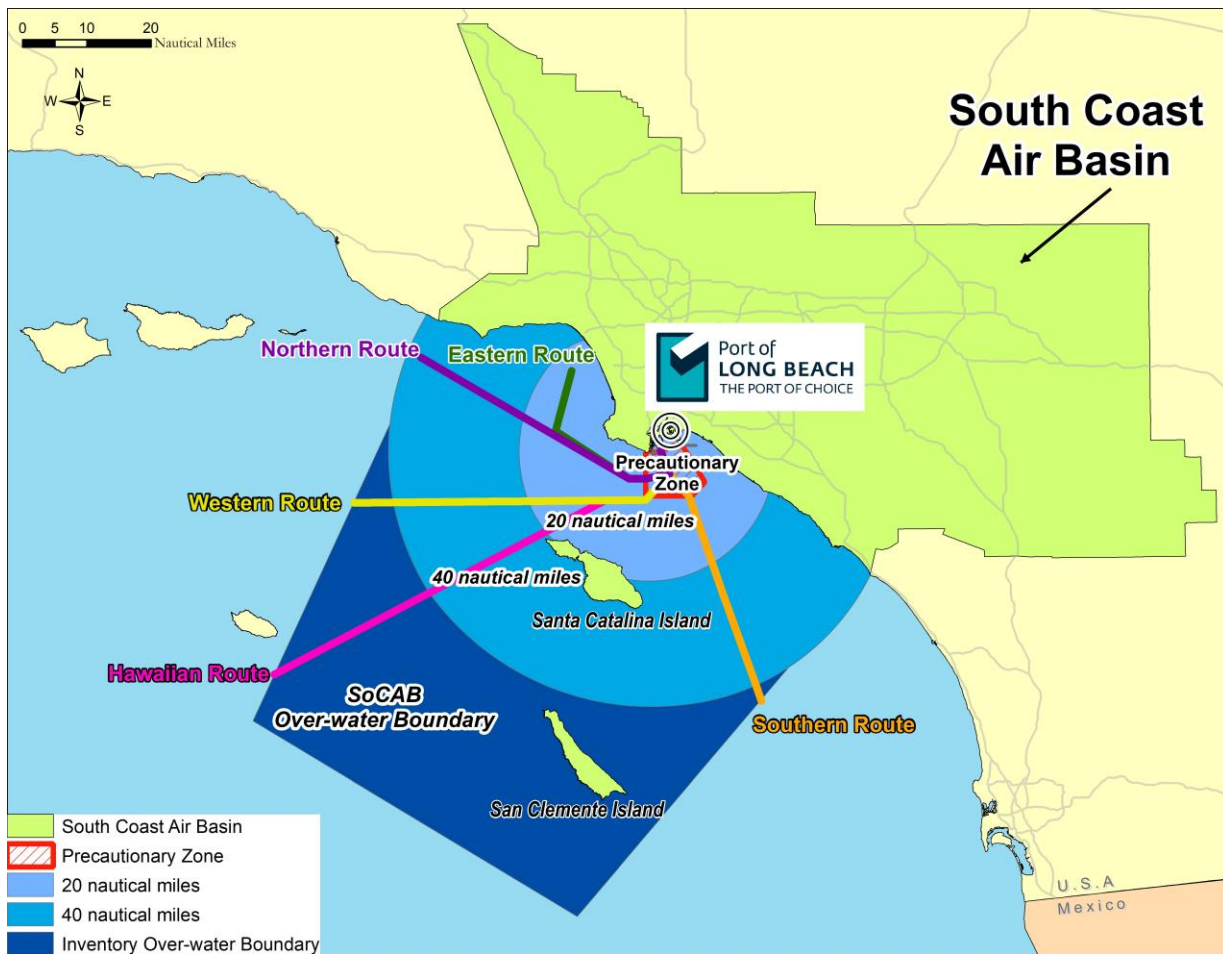 0 5 10 20
Nautical Miles
N
W E
S
South Coast
Air Basin
Port of
LONG BEACH
THE PORT OF CHOICE
Northern Route
Eastern Route
Precautionary
Zone
Western Route
20 nautical miles
40 nautical miles
Santa Catalina Island
Hawaiian Route
SoCAB
Over-water Boundary
Southern Route
San Clemente Island
South Coast Air Basin
Precautionary Zone
20 nautical miles
40 nautical miles
Inventory Over-water Boundary
U.S.A
Mexico